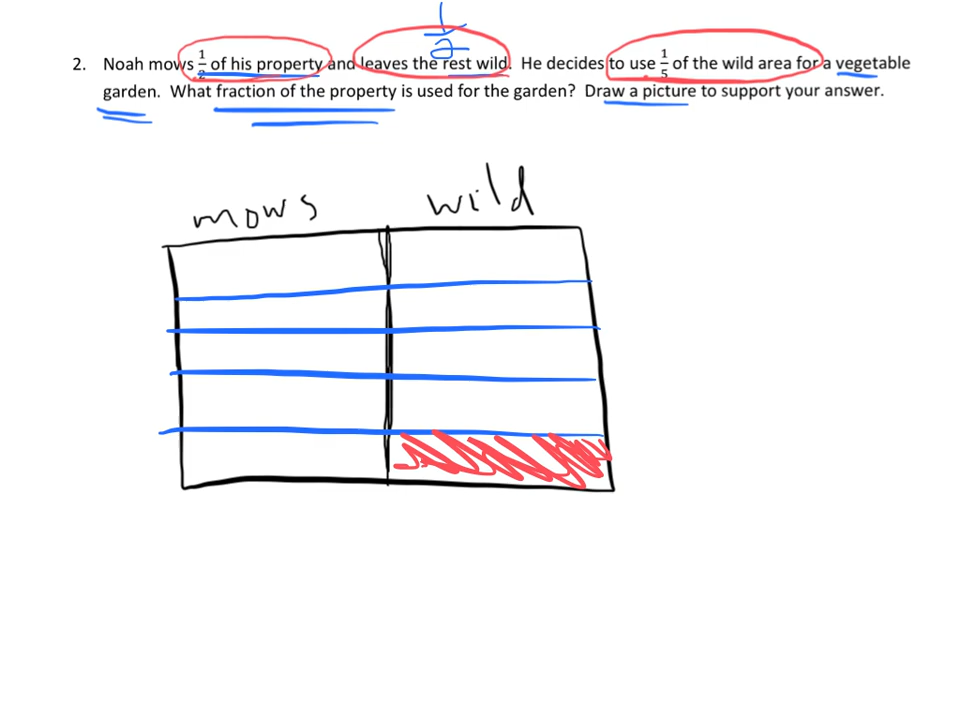 1/2
2. Noah mows 1/2 of his property and leaves the rest wild. He decides to use 1/5 of the wild area for a vegetable
garden. What fraction of the property is used for the garden? Draw a picture to support your answer.
mows wild